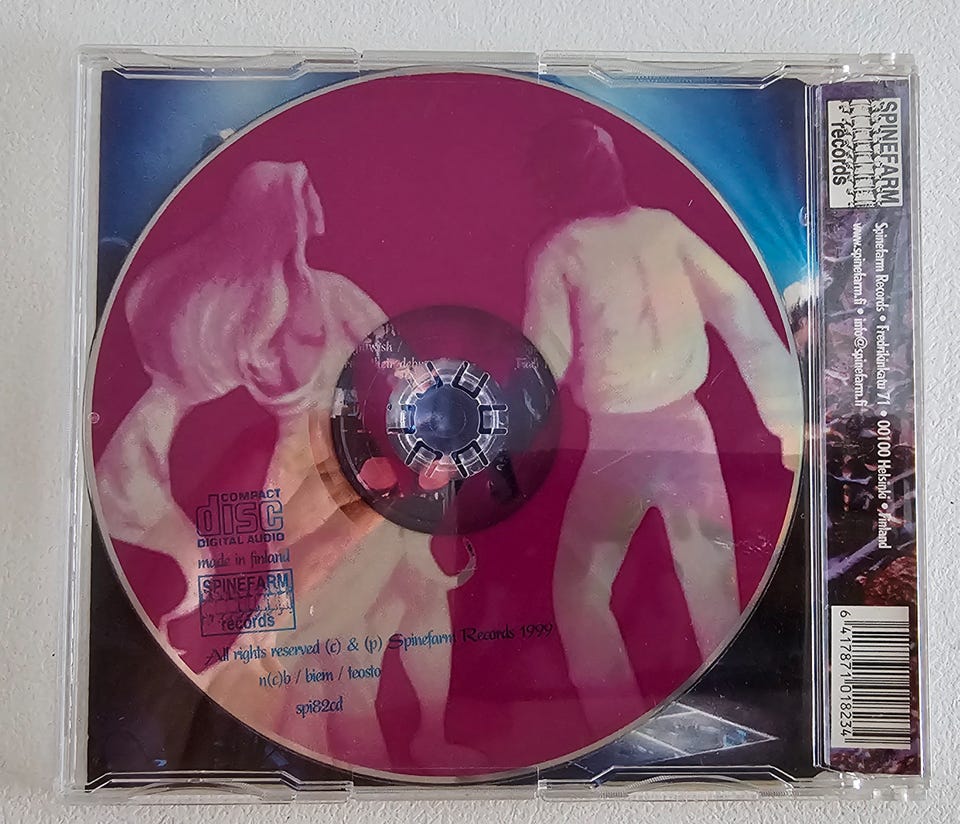 COMPACT
disc
DIGITAL AUDIO
made in finland
SPINEFARM
records
All rights reserved (c) & (p) Spinefarm Records 1999
n(c)b / biem / teosto
spi82cd
SPINEFARM
records
Spinefarm Records • Fredrikinkatu 71 • 00100 Helsinki • Finland
www.spinefarm.fi • info@spinefarm.fi
6 417871 018234